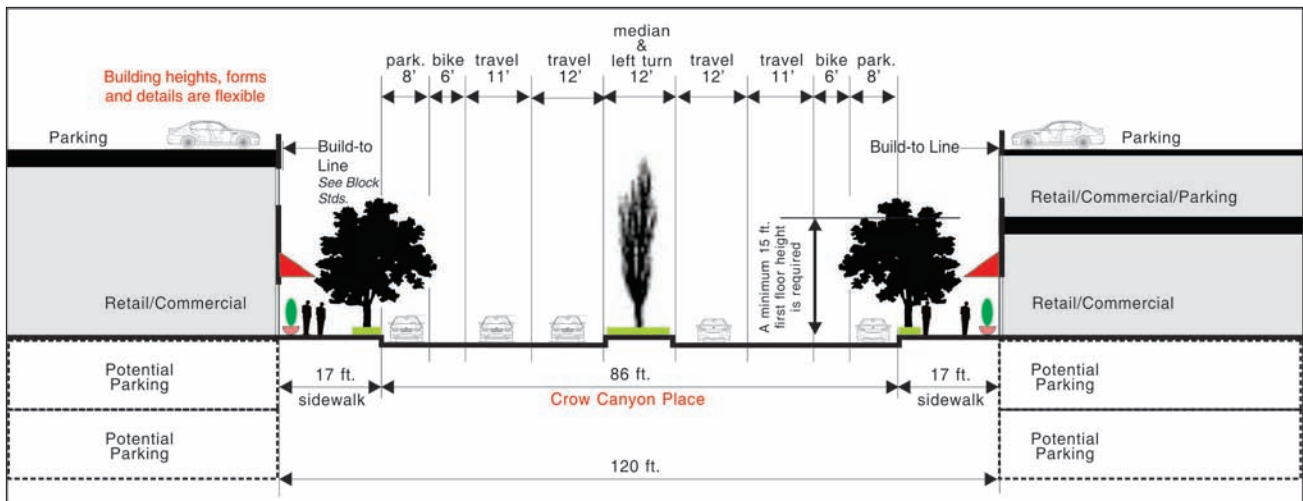 Building heights, forms
and details are flexible
park.
8’
bike
6’
travel
11’
travel
12’
median
&
left turn
12’
travel
12’
travel
11’
bike
6’
park.
8’
Parking
Build-to
Line
See Block
Stds.
Build-to Line
Parking
Retail/Commercial/Parking
A minimum 15 ft.
first floor height
is required
Retail/Commercial
Retail/Commercial
Potential
Parking
17 ft.
sidewalk
86 ft.
Crow Canyon Place
17 ft.
sidewalk
Potential
Parking
Potential
Parking
Potential
Parking
120 ft.